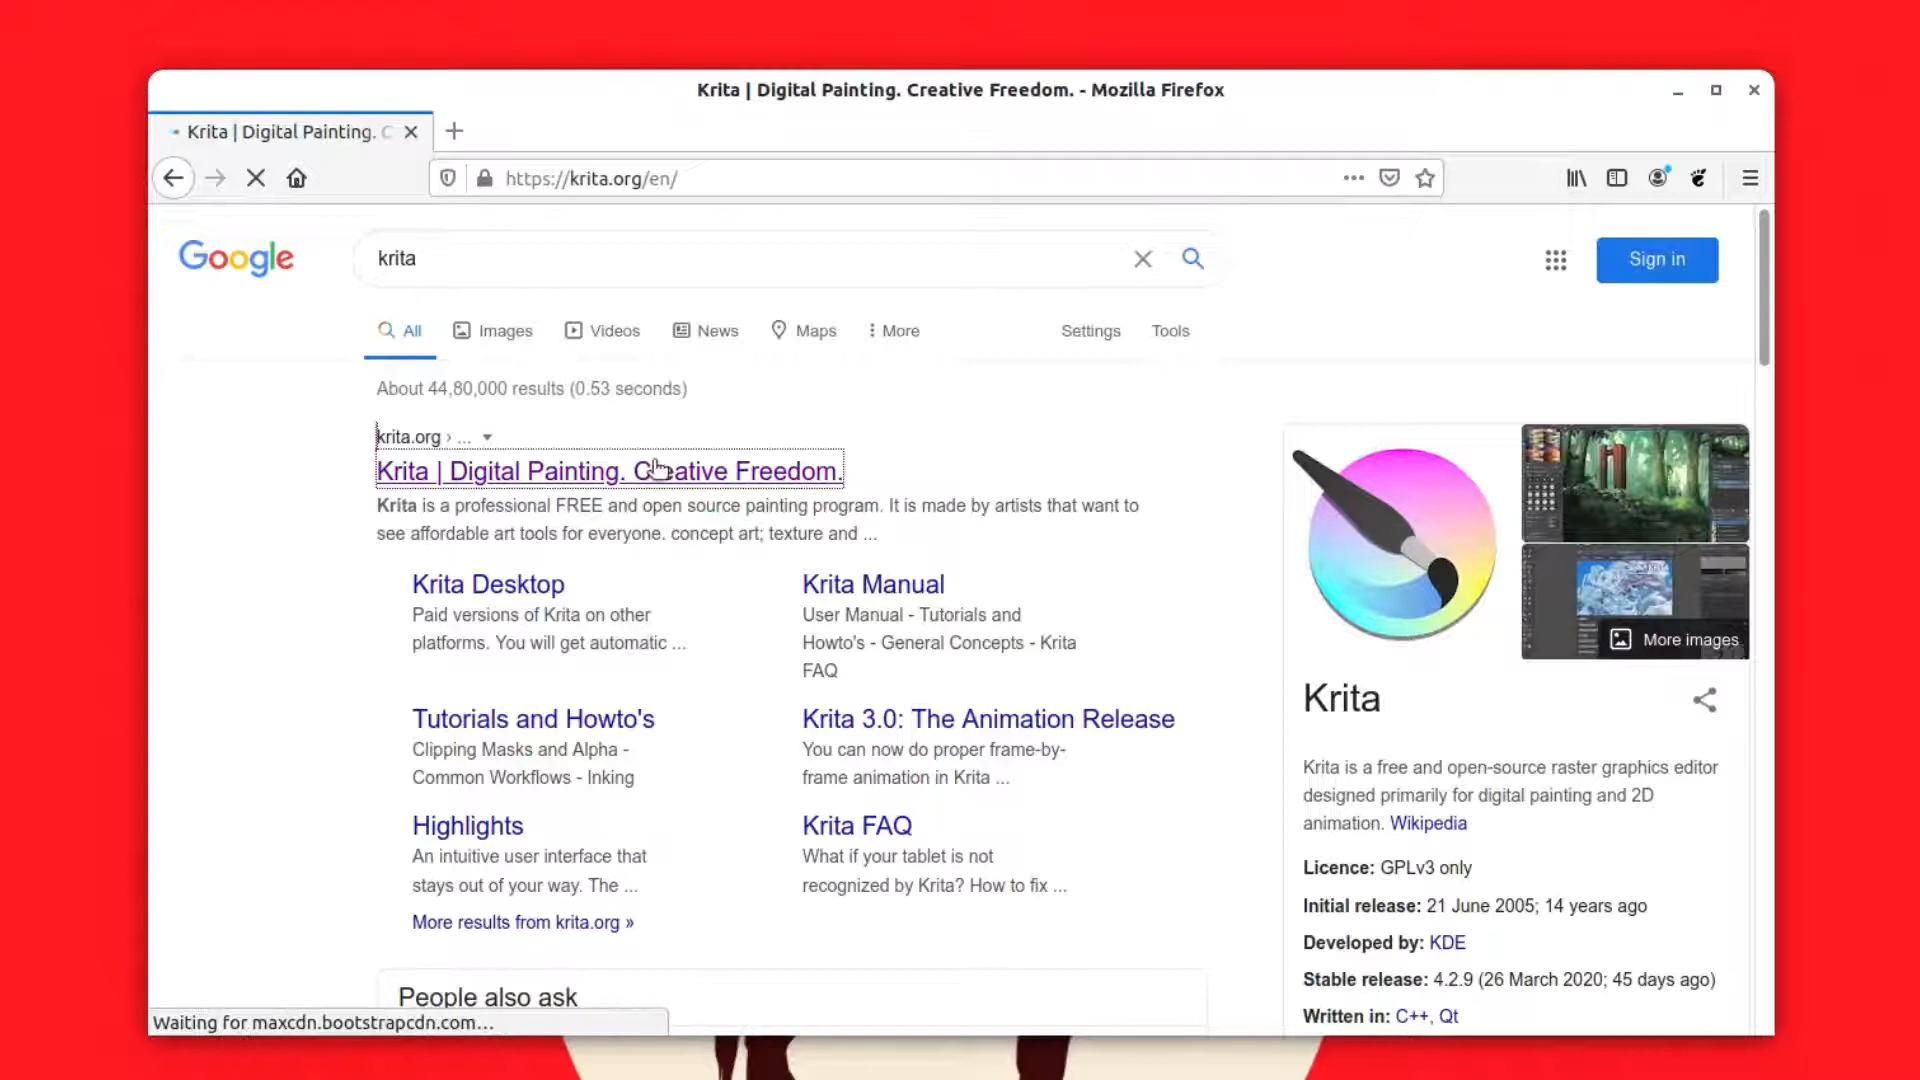 Krita | Digital Painting. Creative Freedom. - Mozilla Firefox
Krita | Digital Painting. C
https://krita.org/en/
Google
krita
Sign in
All
Images
Videos
News
Maps
More
Settings
Tools
About 44,80,000 results (0.53 seconds)
krita.org › ...
Krita | Digital Painting. Creative Freedom.
Krita is a professional FREE and open source painting program. It is made by artists that want to
see affordable art tools for everyone. concept art; texture and ...
Krita Desktop
Paid versions of Krita on other
platforms. You will get automatic ...
Krita Manual
User Manual - Tutorials and
Howto's - General Concepts - Krita
FAQ
Tutorials and Howto's
Clipping Masks and Alpha -
Common Workflows - Inking
Krita 3.0: The Animation Release
You can now do proper frame-by-
frame animation in Krita ...
Highlights
An intuitive user interface that
stays out of your way. The ...
Krita FAQ
What if your tablet is not
recognized by Krita? How to fix ...
More results from krita.org »
People also ask
More images
Krita
Krita is a free and open-source raster graphics editor
designed primarily for digital painting and 2D
animation. Wikipedia
Licence: GPLv3 only
Initial release: 21 June 2005; 14 years ago
Developed by: KDE
Stable release: 4.2.9 (26 March 2020; 45 days ago)
Written in: C++, Qt
Waiting for maxcdn.bootstrapcdn.com...